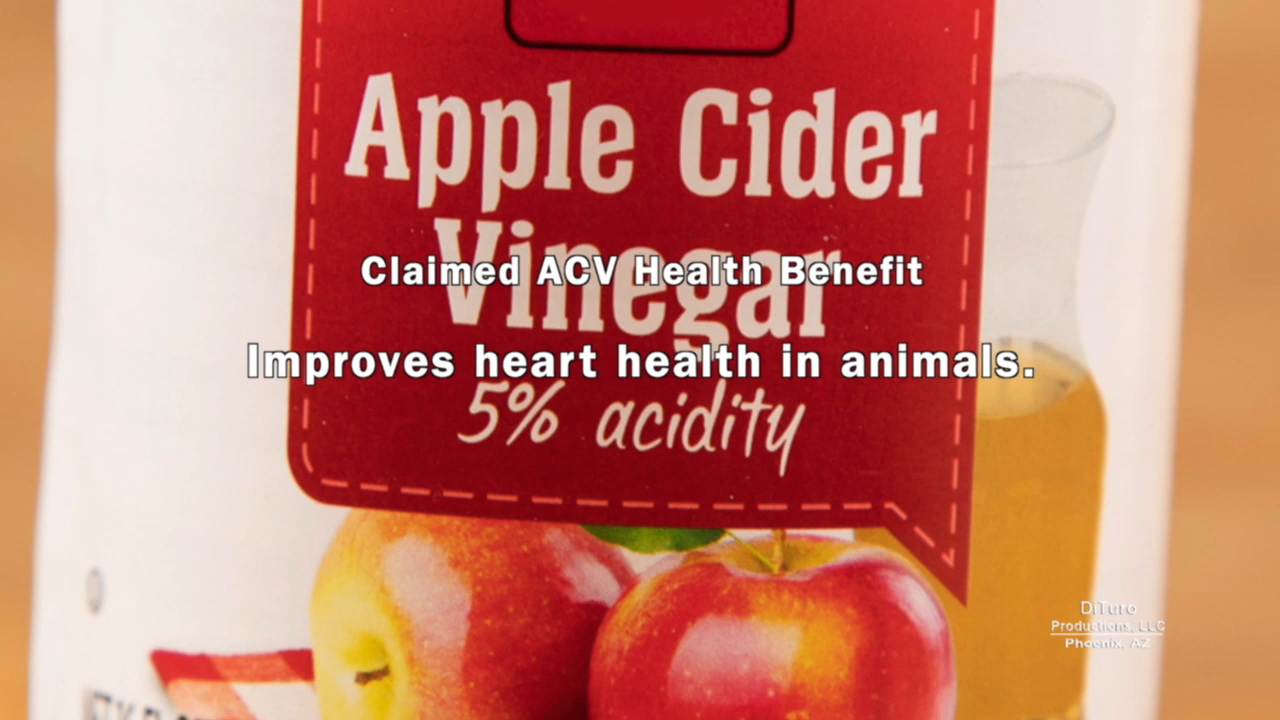 Apple Cider
Vinegar
Claimed ACV Health Benefit
Improves heart health in animals.
5% acidity
DiTuro
Productions, LLC
Phoenix, AZ